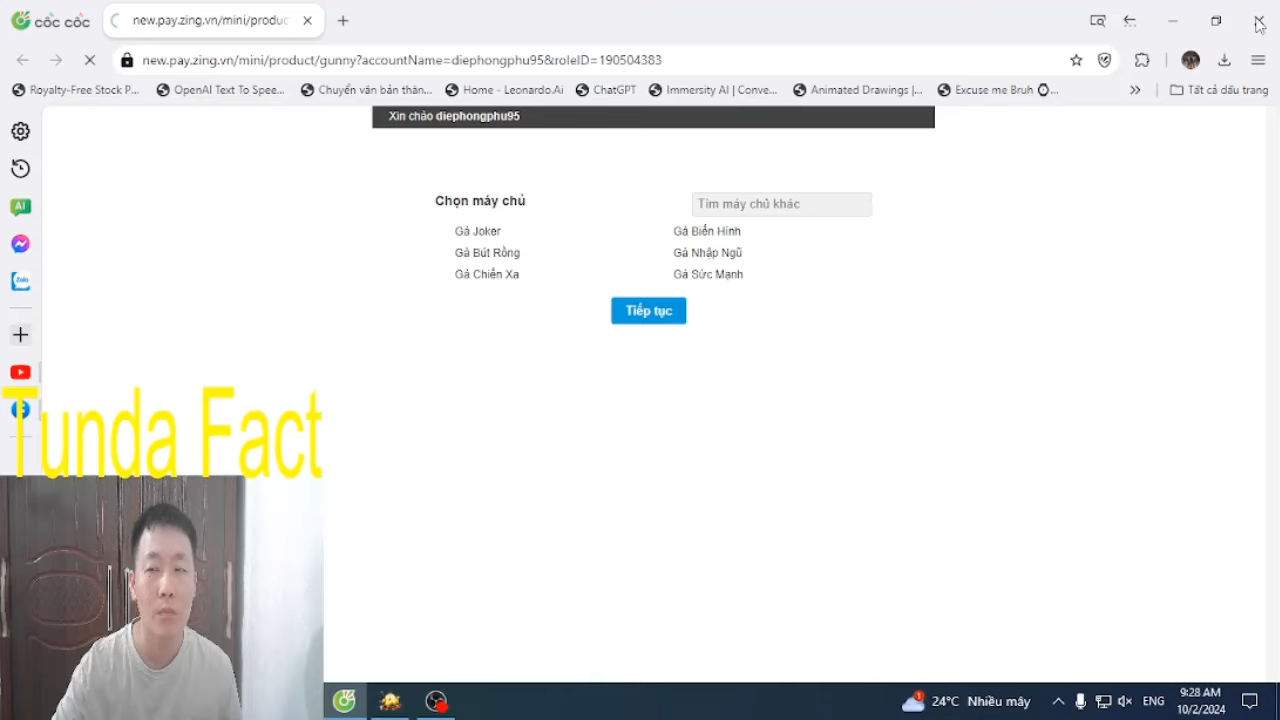 cốc cốc
new.pay.zing.vn/mini/produc
new.pay.zing.vn/mini/product/gunny?accountName=diephongphu95&roleID=190504383
Royalty-Free Stock P...
OpenAI Text To Spee...
Chuyển văn bản thàn...
Home - Leonardo.Ai
ChatGPT
Immersity AI | Conve...
Animated Drawings |...
Excuse me Bruh ⌚...
»
Tất cả dấu trang
Xin chào diephongphu95
Chọn máy chủ
Tìm máy chủ khác
Gà Joker
Gà Biến Hình
Gà Bút Rồng
Gà Nhập Ngũ
Gà Chiến Xa
Gà Sức Mạnh
Tiếp tục
AI
Zalo
Tunda Fact
1
24°C Nhiều mây
ENG
9:28 AM
10/2/2024